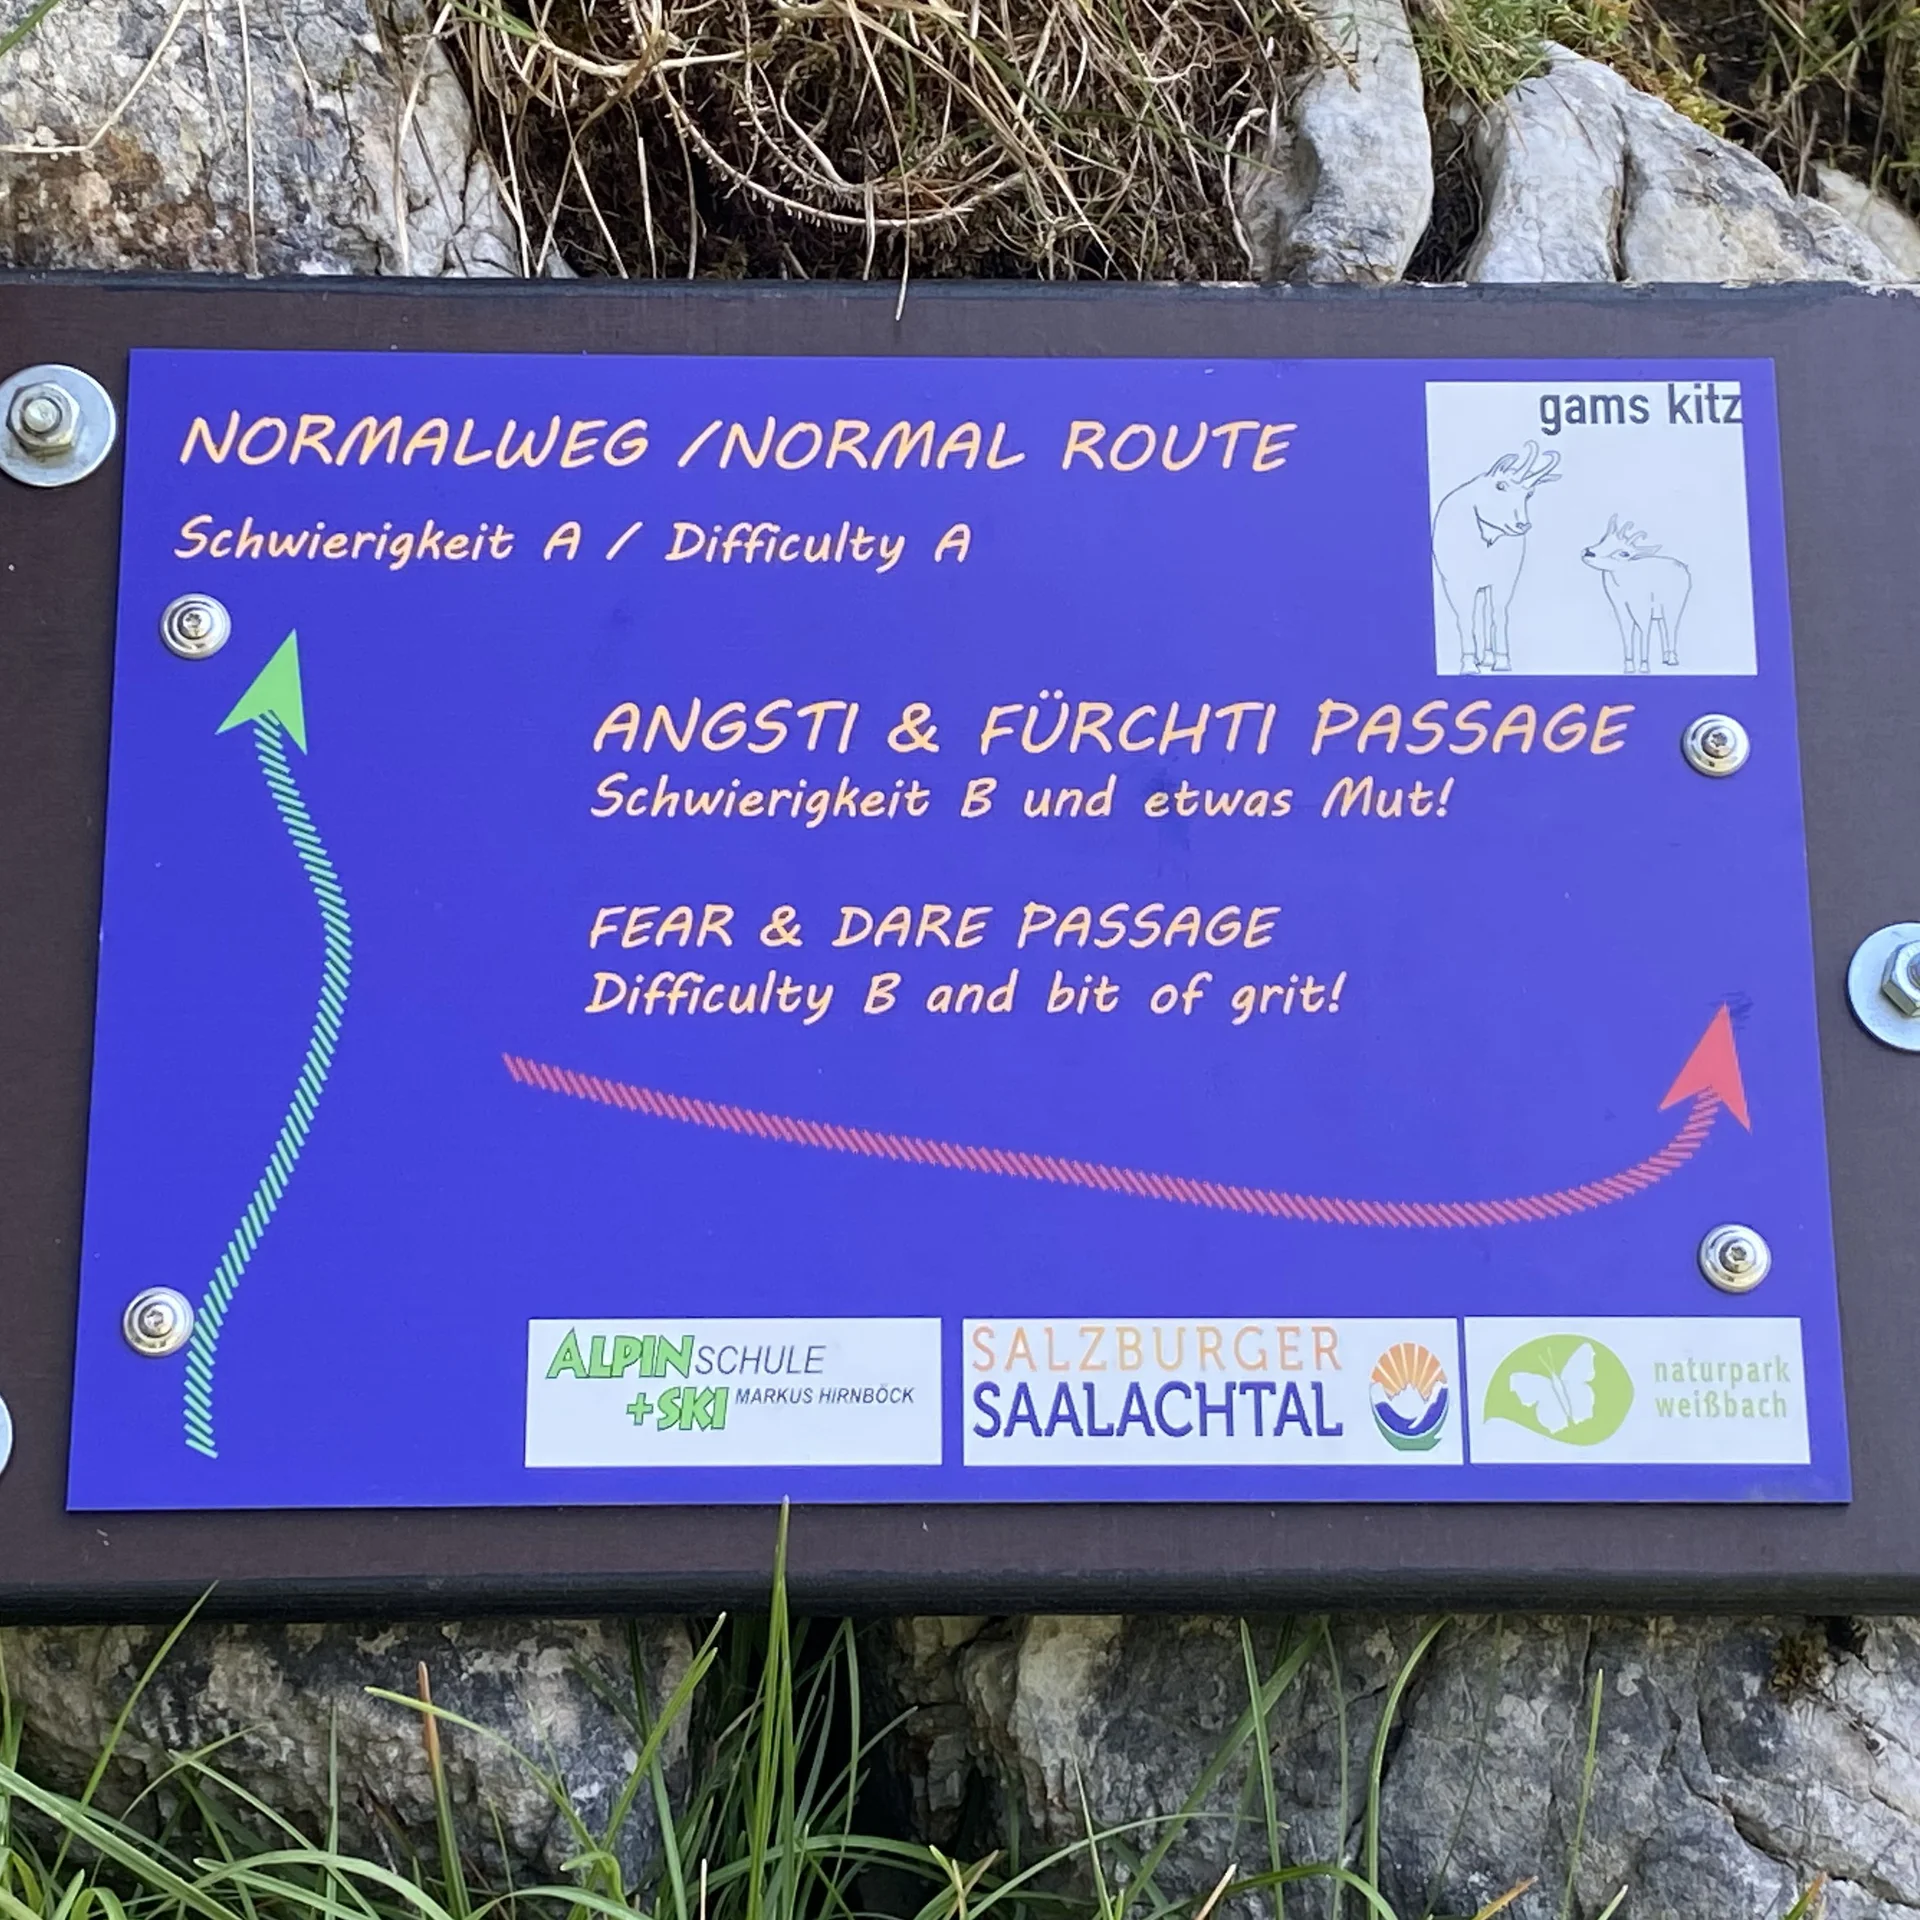 gams kitz
NORMALWEG /NORMAL ROUTE
Schwierigkeit A / Difficulty A
ANGSTI & FÜRCHTI PASSAGE
Schwierigkeit B und etwas Mut!
FEAR & DARE PASSAGE
Difficulty B and bit of grit!
ALPINSCHULE
+SKI MARKUS HIRNBÖCK
SALZBURGER
SAALACHTAL
naturpark
weißbach